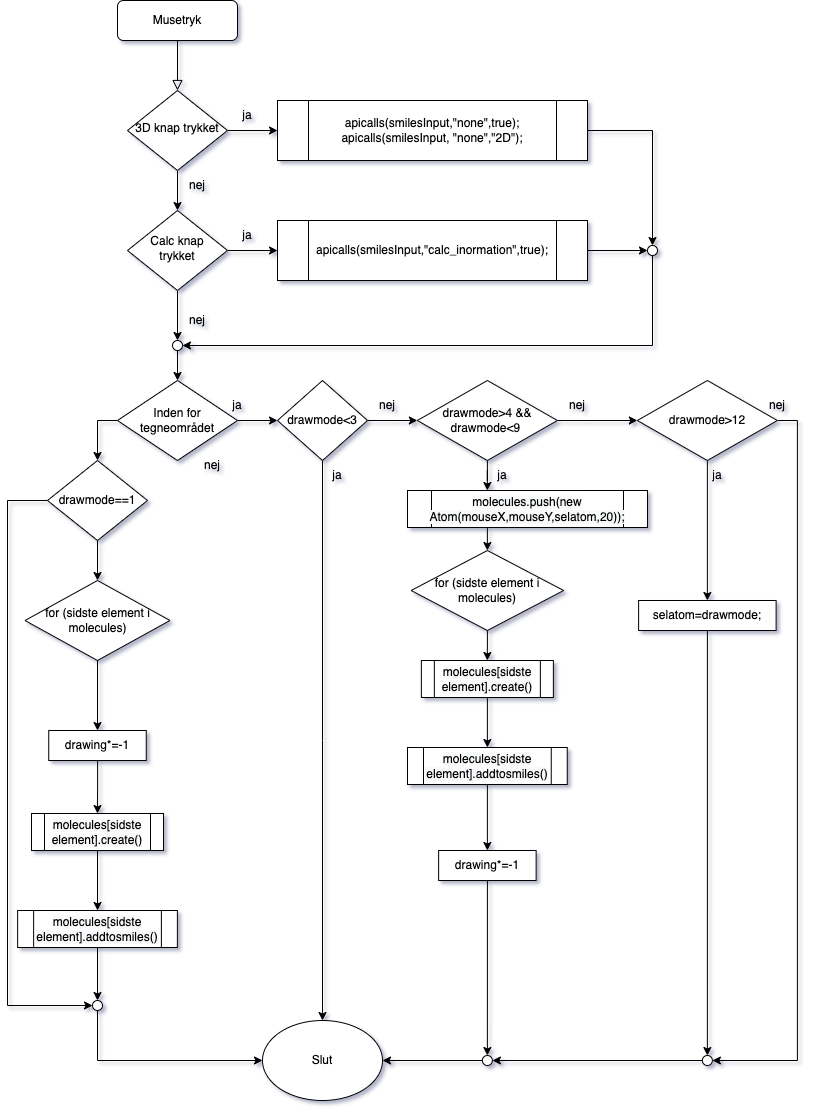 Musetryk
3D knap trykket
ja
apicalls(smilesInput,"none",true);
apicalls(smilesInput, "none","2D");
nej
Calc knap
trykket
ja
apicalls(smilesInput,"calc_inormation",true);
nej
Inden for
tegneområdet
ja
nej
drawmode<3
nej
ja
drawmode>4 &&
drawmode<9
nej
ja
drawmode>12
nej
ja
drawmode==1
molecules.push(new
Atom(mouseX,mouseY,selatom,20));
for (sidste element i
molecules)
for (sidste element i
molecules)
selatom=drawmode;
molecules[sidste
element].create()
drawing*=-1
molecules[sidste
element].addtosmiles()
molecules[sidste
element].create()
drawing*=-1
molecules[sidste
element].addtosmiles()
Slut